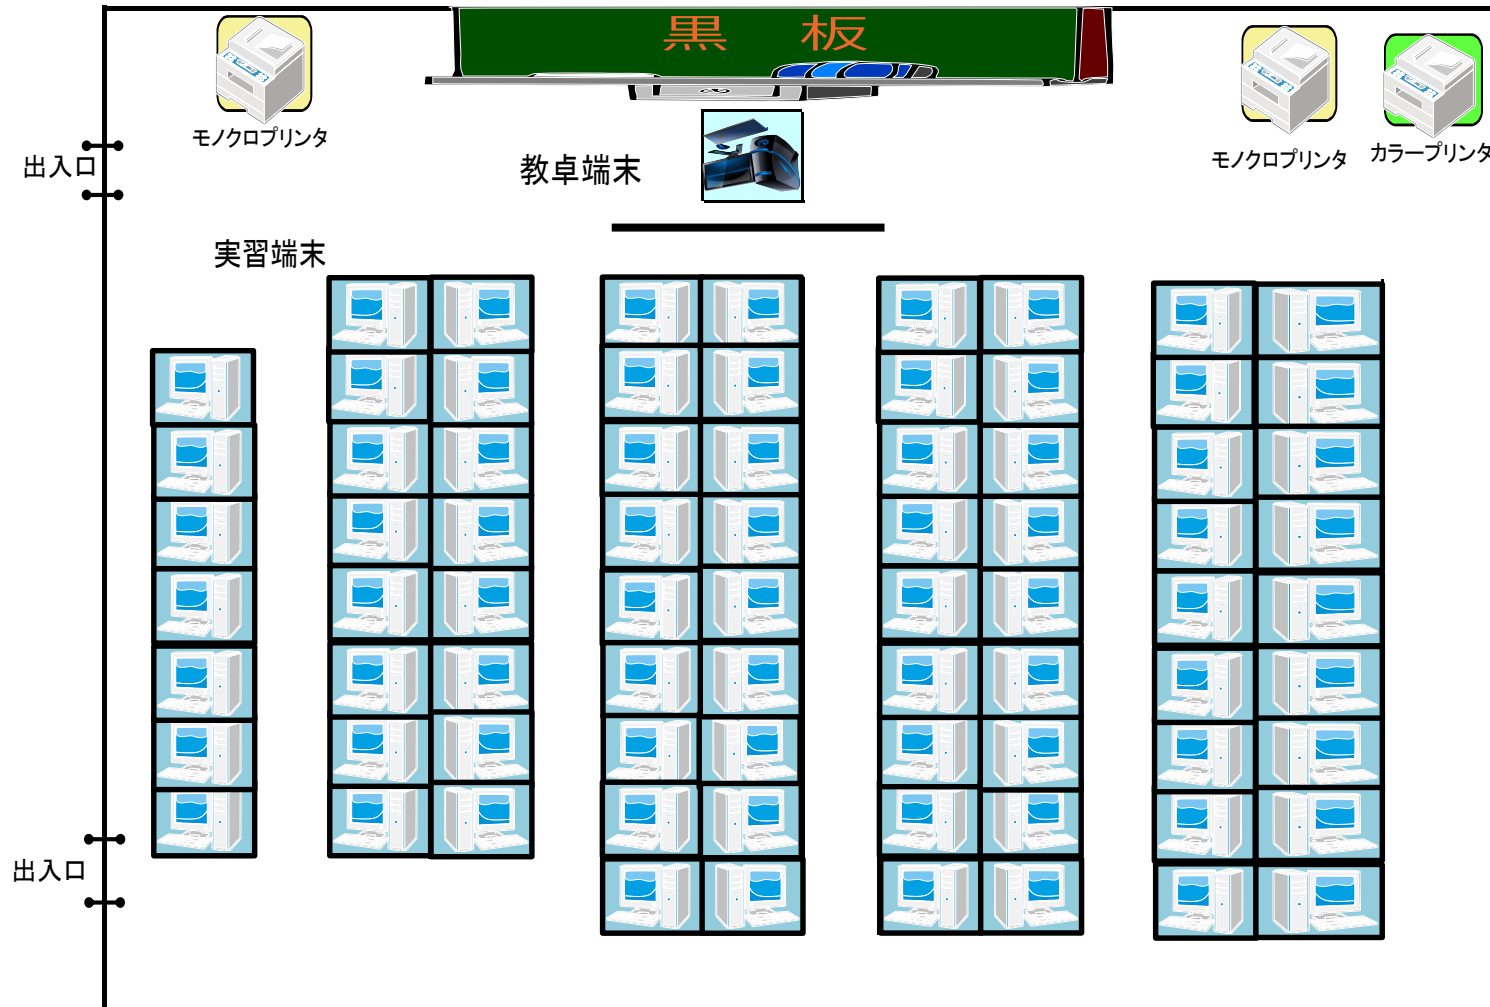 黒 板
モノクロプリンタ
出入口
教卓端末
モノクロプリンタ
カラープリンタ
実習端末
出入口